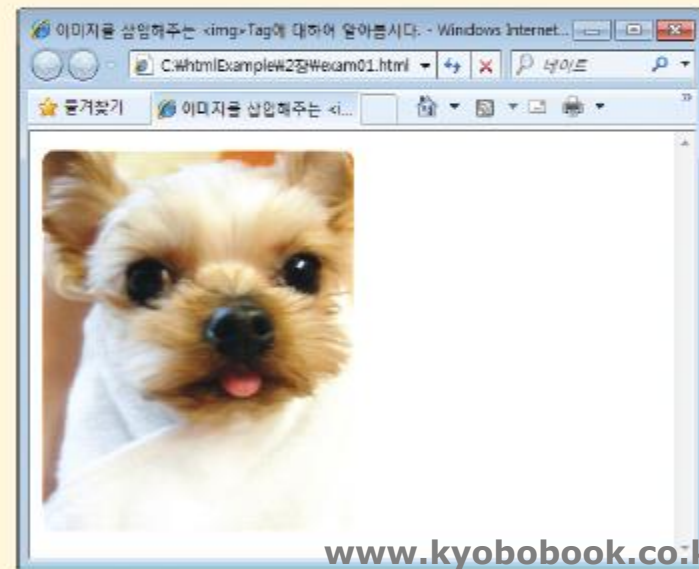 이미지를 삽입해주는 <img>Tag에 대하여 알아봅시다. - Windows Internet...
C:₩htmlExample₩2장₩exam01.html 네이트
즐겨찾기 이미지를 삽입해주는 <i...
www.kyobobook.co.k